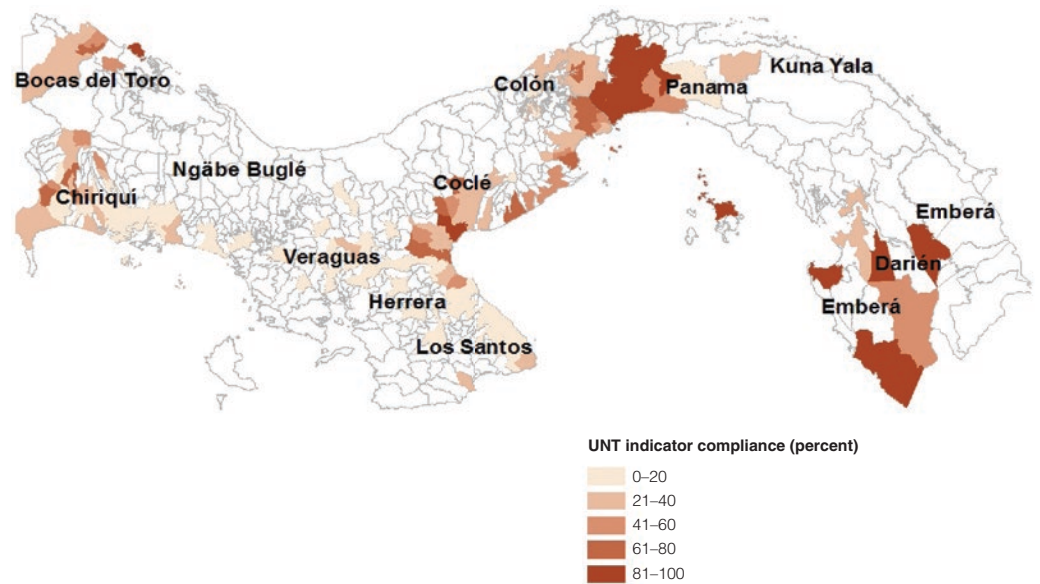 Bocas del Toro
Colón
Kuna Yala
Panama
Ngäbe Buglé
Chiriquí
Coclé
Emberá
Veraguas
Darién
Herrera
Emberá
Los Santos
UNT indicator compliance (percent)
0–20
21–40
41–60
61–80
81–100